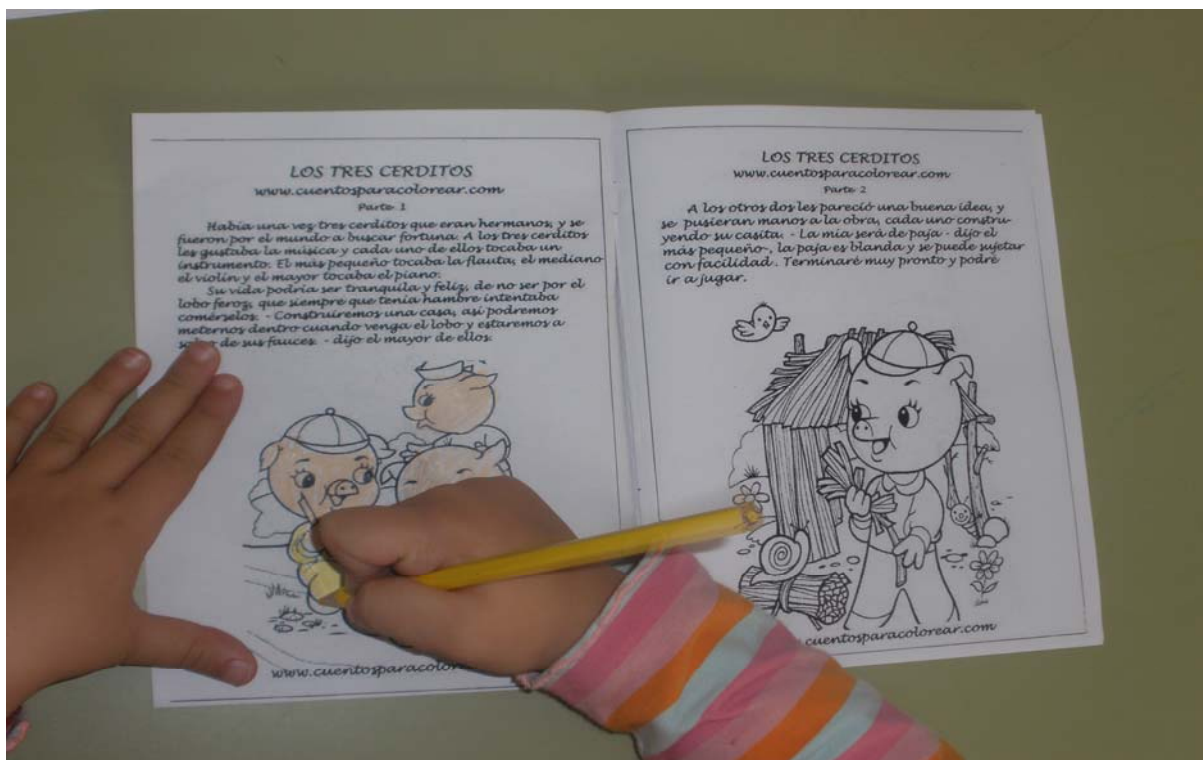 LOS TRES CERDITOS
www.cuentosparacolorear.com
Parte 1
Había una vez tres cerditos que eran hermanos, y se
fueron por el mundo a buscar fortuna. A los tres cerditos
les gustaba la música y cada uno de ellos tocaba un
instrumento. El más pequeño tocaba la flauta, el mediano
el violín y el mayor tocaba el piano.
Su vida podría ser tranquila y feliz, de no ser por el
lobo feroz, que siempre que tenía hambre intentaba
comérselos. - Construiremos una casa, así podremos
meternos dentro cuando venga el lobo y estaremos a
salvo de sus fauces. - dijo el mayor de ellos.
www.cuentosparacolor
LOS TRES CERDITOS
www.cuentosparacolorear.com
Parte 2
A los otros dos les pareció una buena idea, y
se pusieran manos a la obra, cada uno constru-
yendo su casita. - La mía será de paja - dijo el
más pequeño-, la paja es blanda y se puede sujetar
con facilidad. Terminaré muy pronto y podré
ir a jugar.
cuentosparacolorear.com